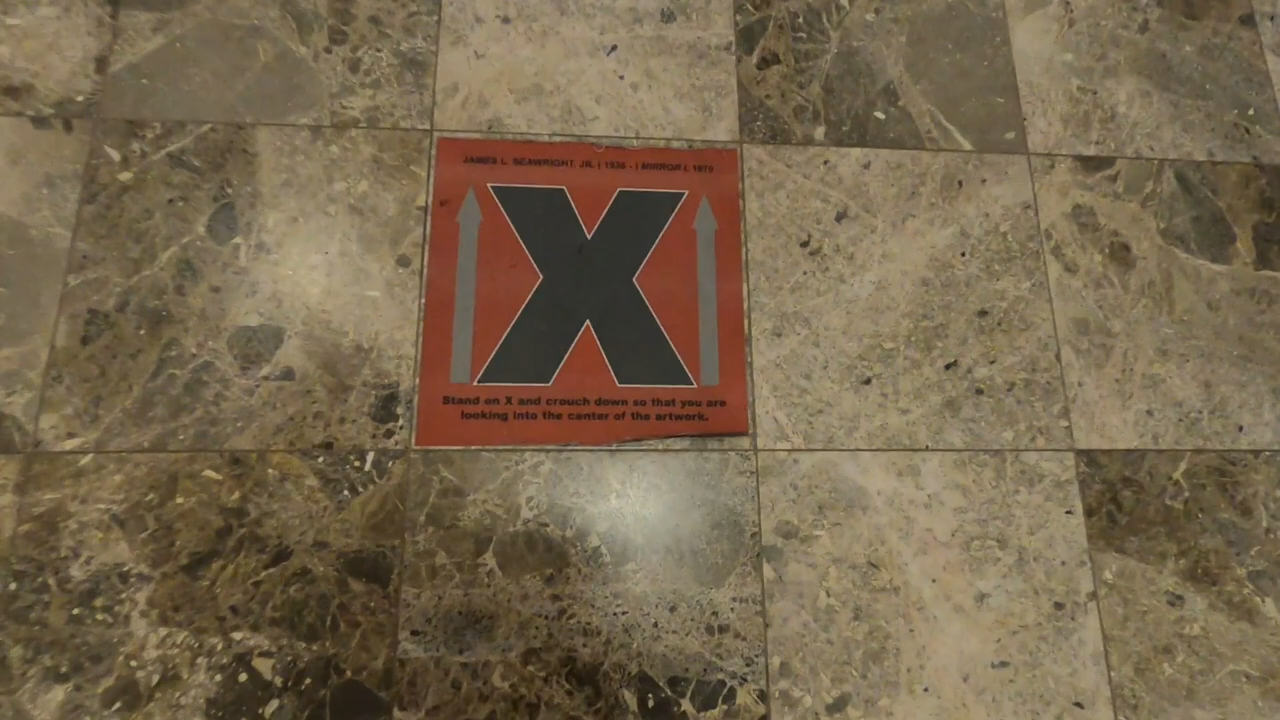 JAMES L. SEAWRIGHT, JR. | 1936 - | MIRROR I, 1970
X
Stand on X and crouch down so that you are
looking into the center of the artwork.